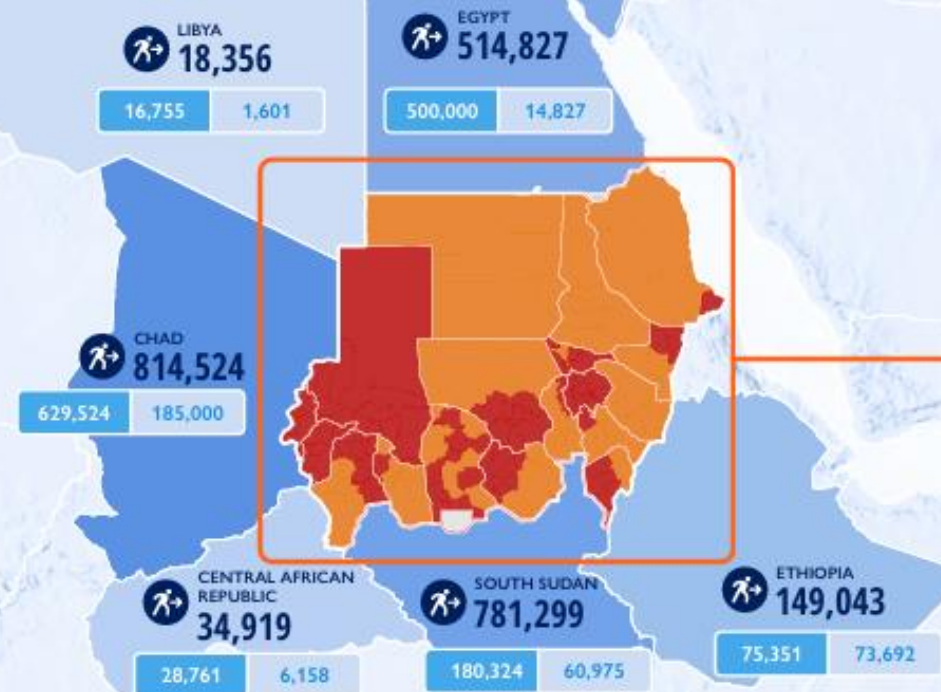 LIBYA
18,356
16,755 1,601
EGYPT
514,827
500,000 14,827
CHAD
814,524
629,524 185,000
CENTRAL AFRICAN
REPUBLIC
34,919
28,761 6,158
SOUTH SUDAN
781,299
180,324 60,975
ETHIOPIA
149,043
75,351 73,692